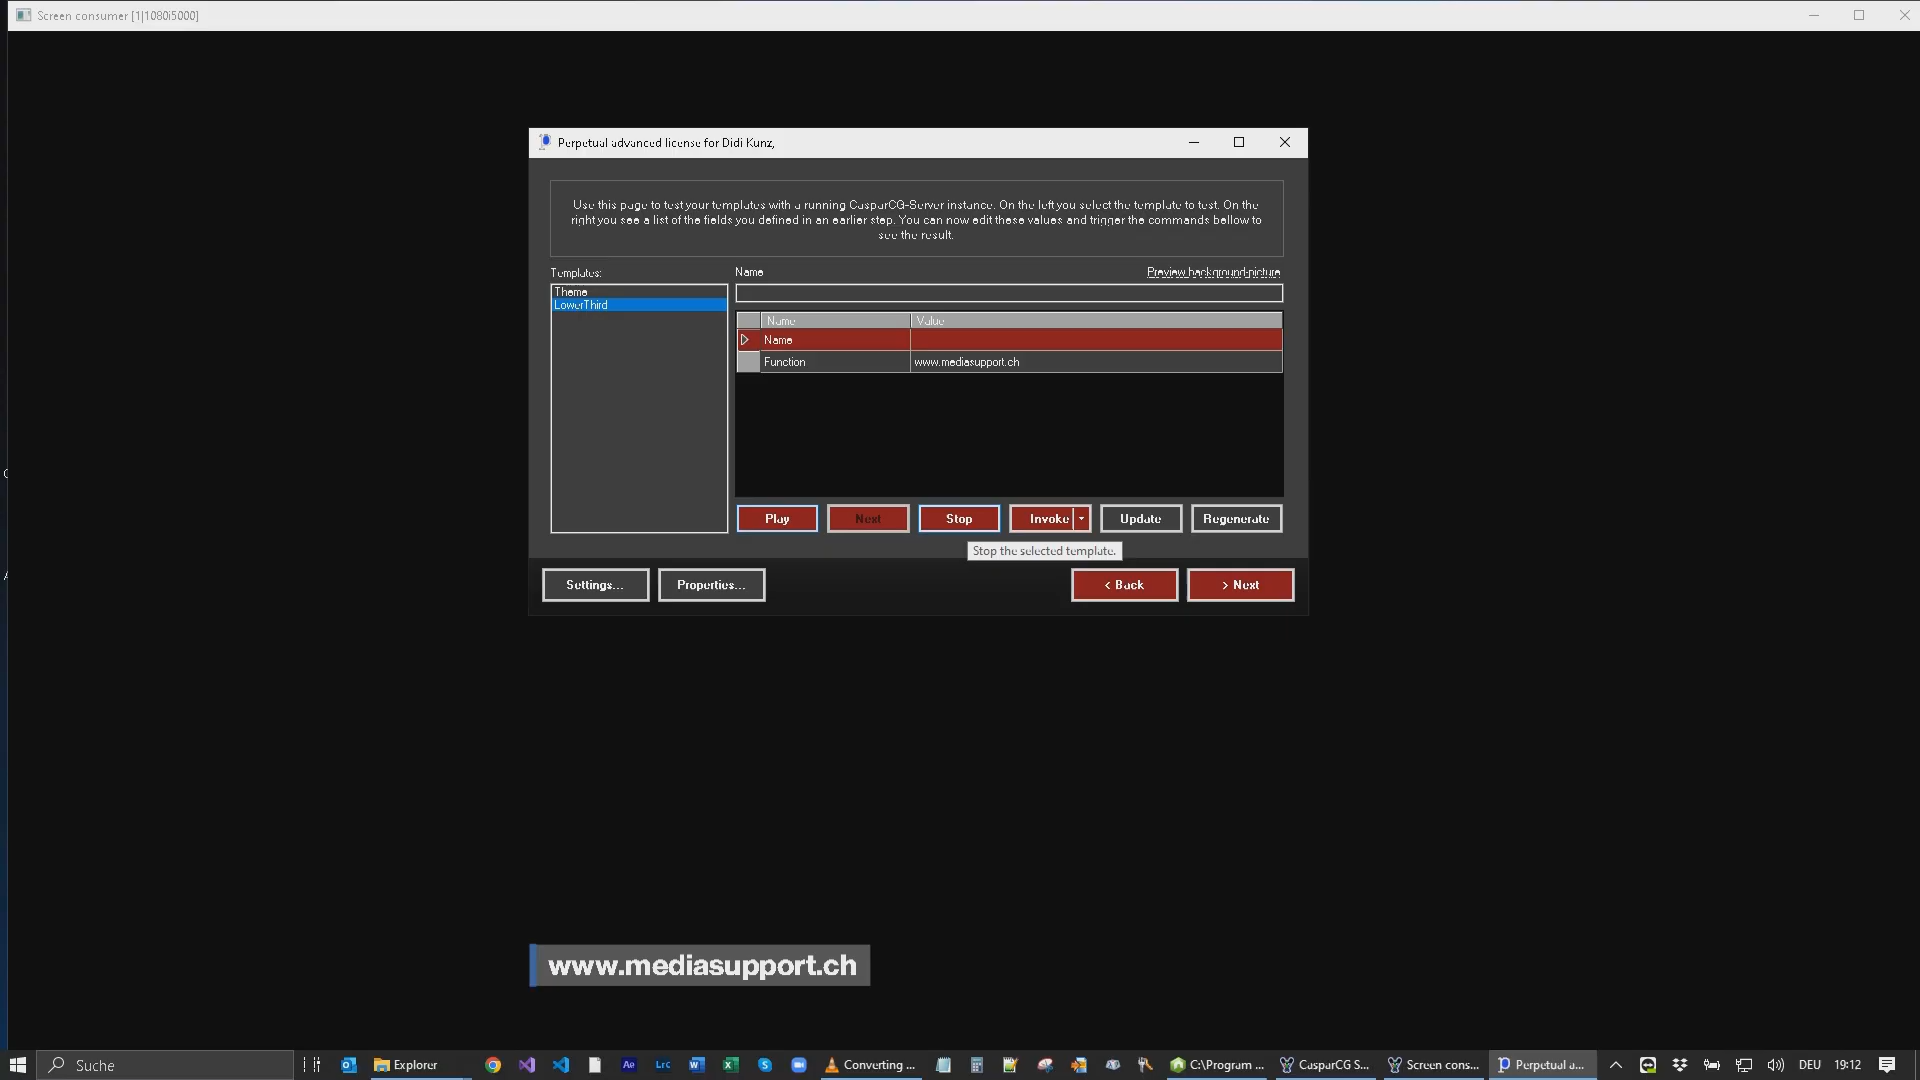 Screen consumer [1|1080i5000]
Perpetual advanced license for Didi Kunz,
Use this page to test your templates with a running CasparCG-Server instance. On the left you select the template to test. On the
right you see a list of the fields you defined in an earlier step. You can now edit these values and trigger the commands bellow to
see the result.
Templates:
Name
Preview background-picture
Theme
LowerThird
Name
Value
Name
Function
www.mediasupport.ch
Play
Next
Stop
Invoke
Update
Regenerate
Stop the selected template.
Settings...
Properties...
< Back
> Next
www.mediasupport.ch
Suche
Explorer
Ae
Lrc
Converting ...
C:\Program ...
CasparCG S...
Screen cons...
Perpetual a...
DEU
19:12